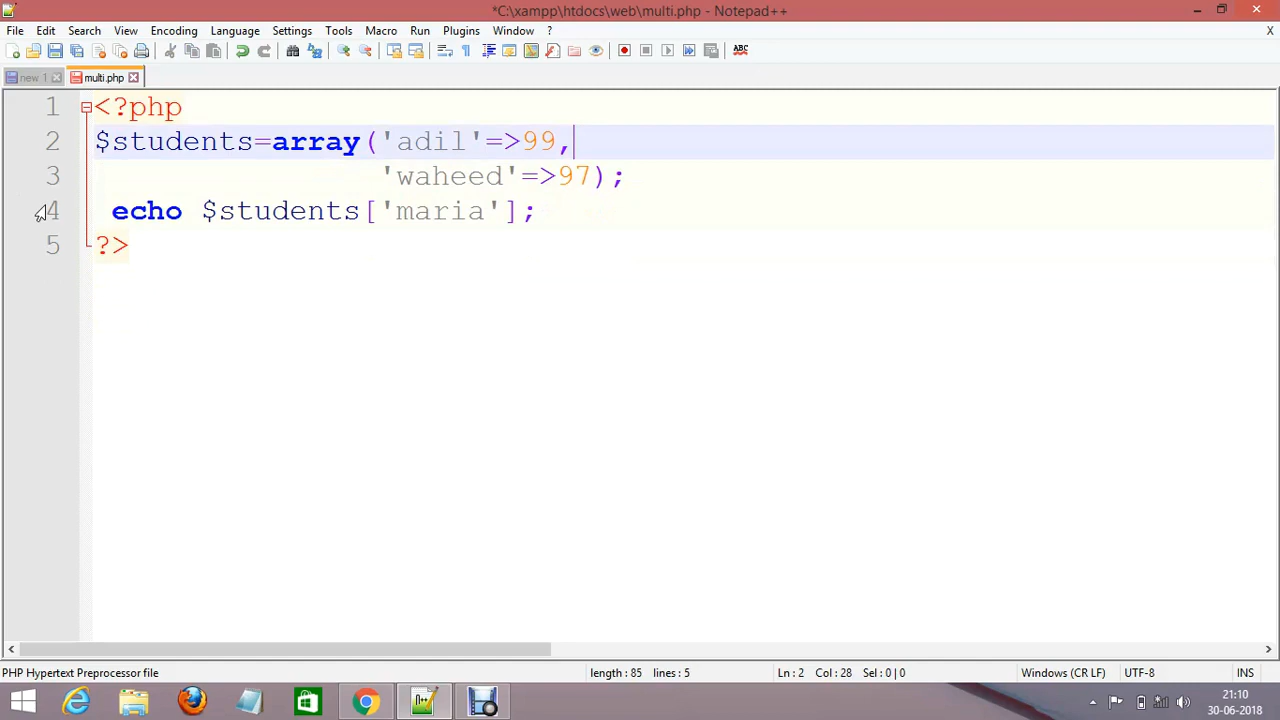 *C:\xampp\htdocs\web\multi.php - Notepad++
File Edit Search View Encoding Language Settings Tools Macro Run Plugins Window ? X
ABC
new 1 multi.php
1 <?php
2 $students=array('adil'=>99,
3 'waheed'=>97);
4 echo $students['maria'];
5 ?>
PHP Hypertext Preprocessor file length : 85 lines : 5 Ln : 2 Col : 28 Sel : 0 | 0 Windows (CR LF) UTF-8 INS
21:10
30-06-2018